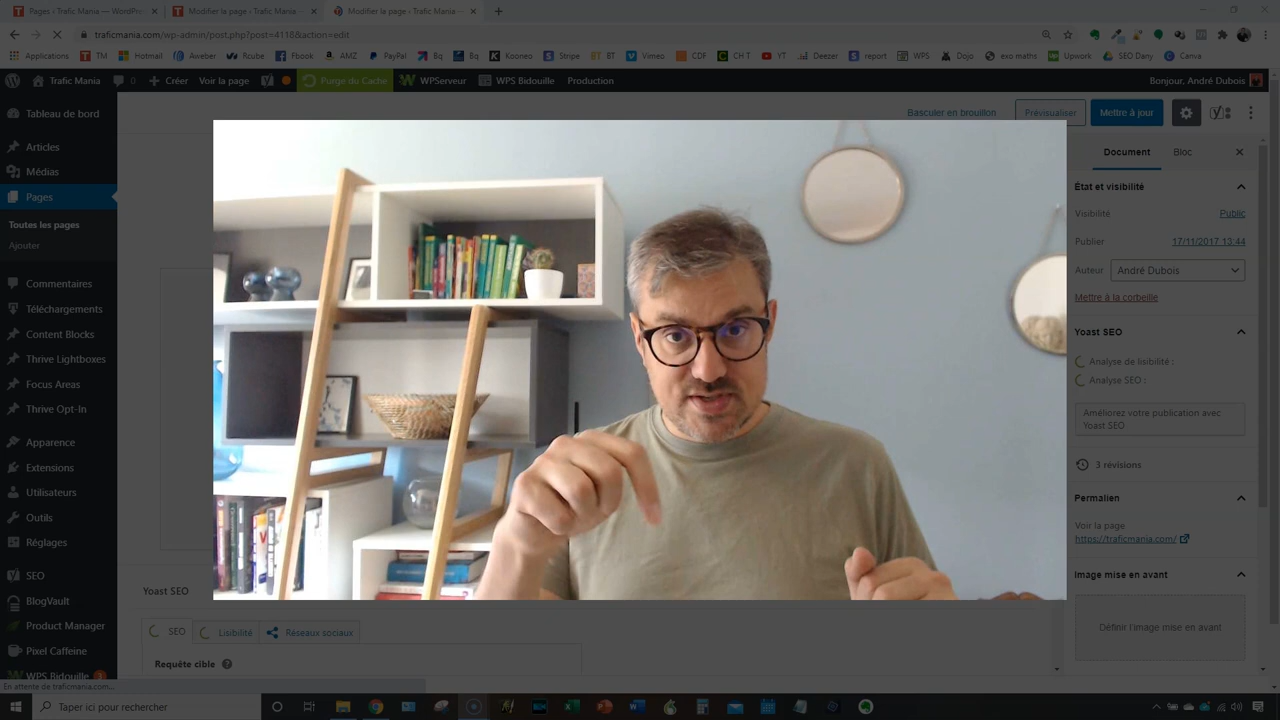 Pages ‹ Trafic Mania — WordPre
Modifier la page ‹ Trafic Mania
Modifier la page ‹ Trafic Mania
traficmania.com/wp-admin/post.php?post=4118&action=edit
Applications TM Hotmail Aweber Rcube Fbook AMZ PayPal Bq Bq Kooneo Stripe BT Vimeo CDF CH T YT Deezer report WPS Dojo exo maths Upwork SEO Dany Canva
Trafic Mania 0 Créer Voir la page Purge du Cache WPServeur WPS Bidouille Production Bonjour, André Dubois
Tableau de bord
Articles
Médias
Pages
Toutes les pages
Ajouter
Commentaires
Téléchargements
Content Blocks
Thrive Lightboxes
Focus Areas
Thrive Opt-In
Apparence
Extensions
Utilisateurs
Outils
Réglages
SEO
BlogVault
Product Manager
Pixel Caffeine
WPS Bidouille 1
Basculer en brouillon Prévisualiser Mettre à jour
Document Bloc
État et visibilité
Visibilité Public
Publier 17/11/2017 13:44
Auteur André Dubois
Mettre à la corbeille
Yoast SEO
Analyse de lisibilité :
Analyse SEO :
Améliorez votre publication avec
Yoast SEO
3 révisions
Permalien
Voir la page
https://traficmania.com/
Image mise en avant
Définir l'image mise en avant
Yoast SEO
SEO Lisibilité Réseaux sociaux
Requête cible
En attente de traficmania.com...
Taper ici pour rechercher